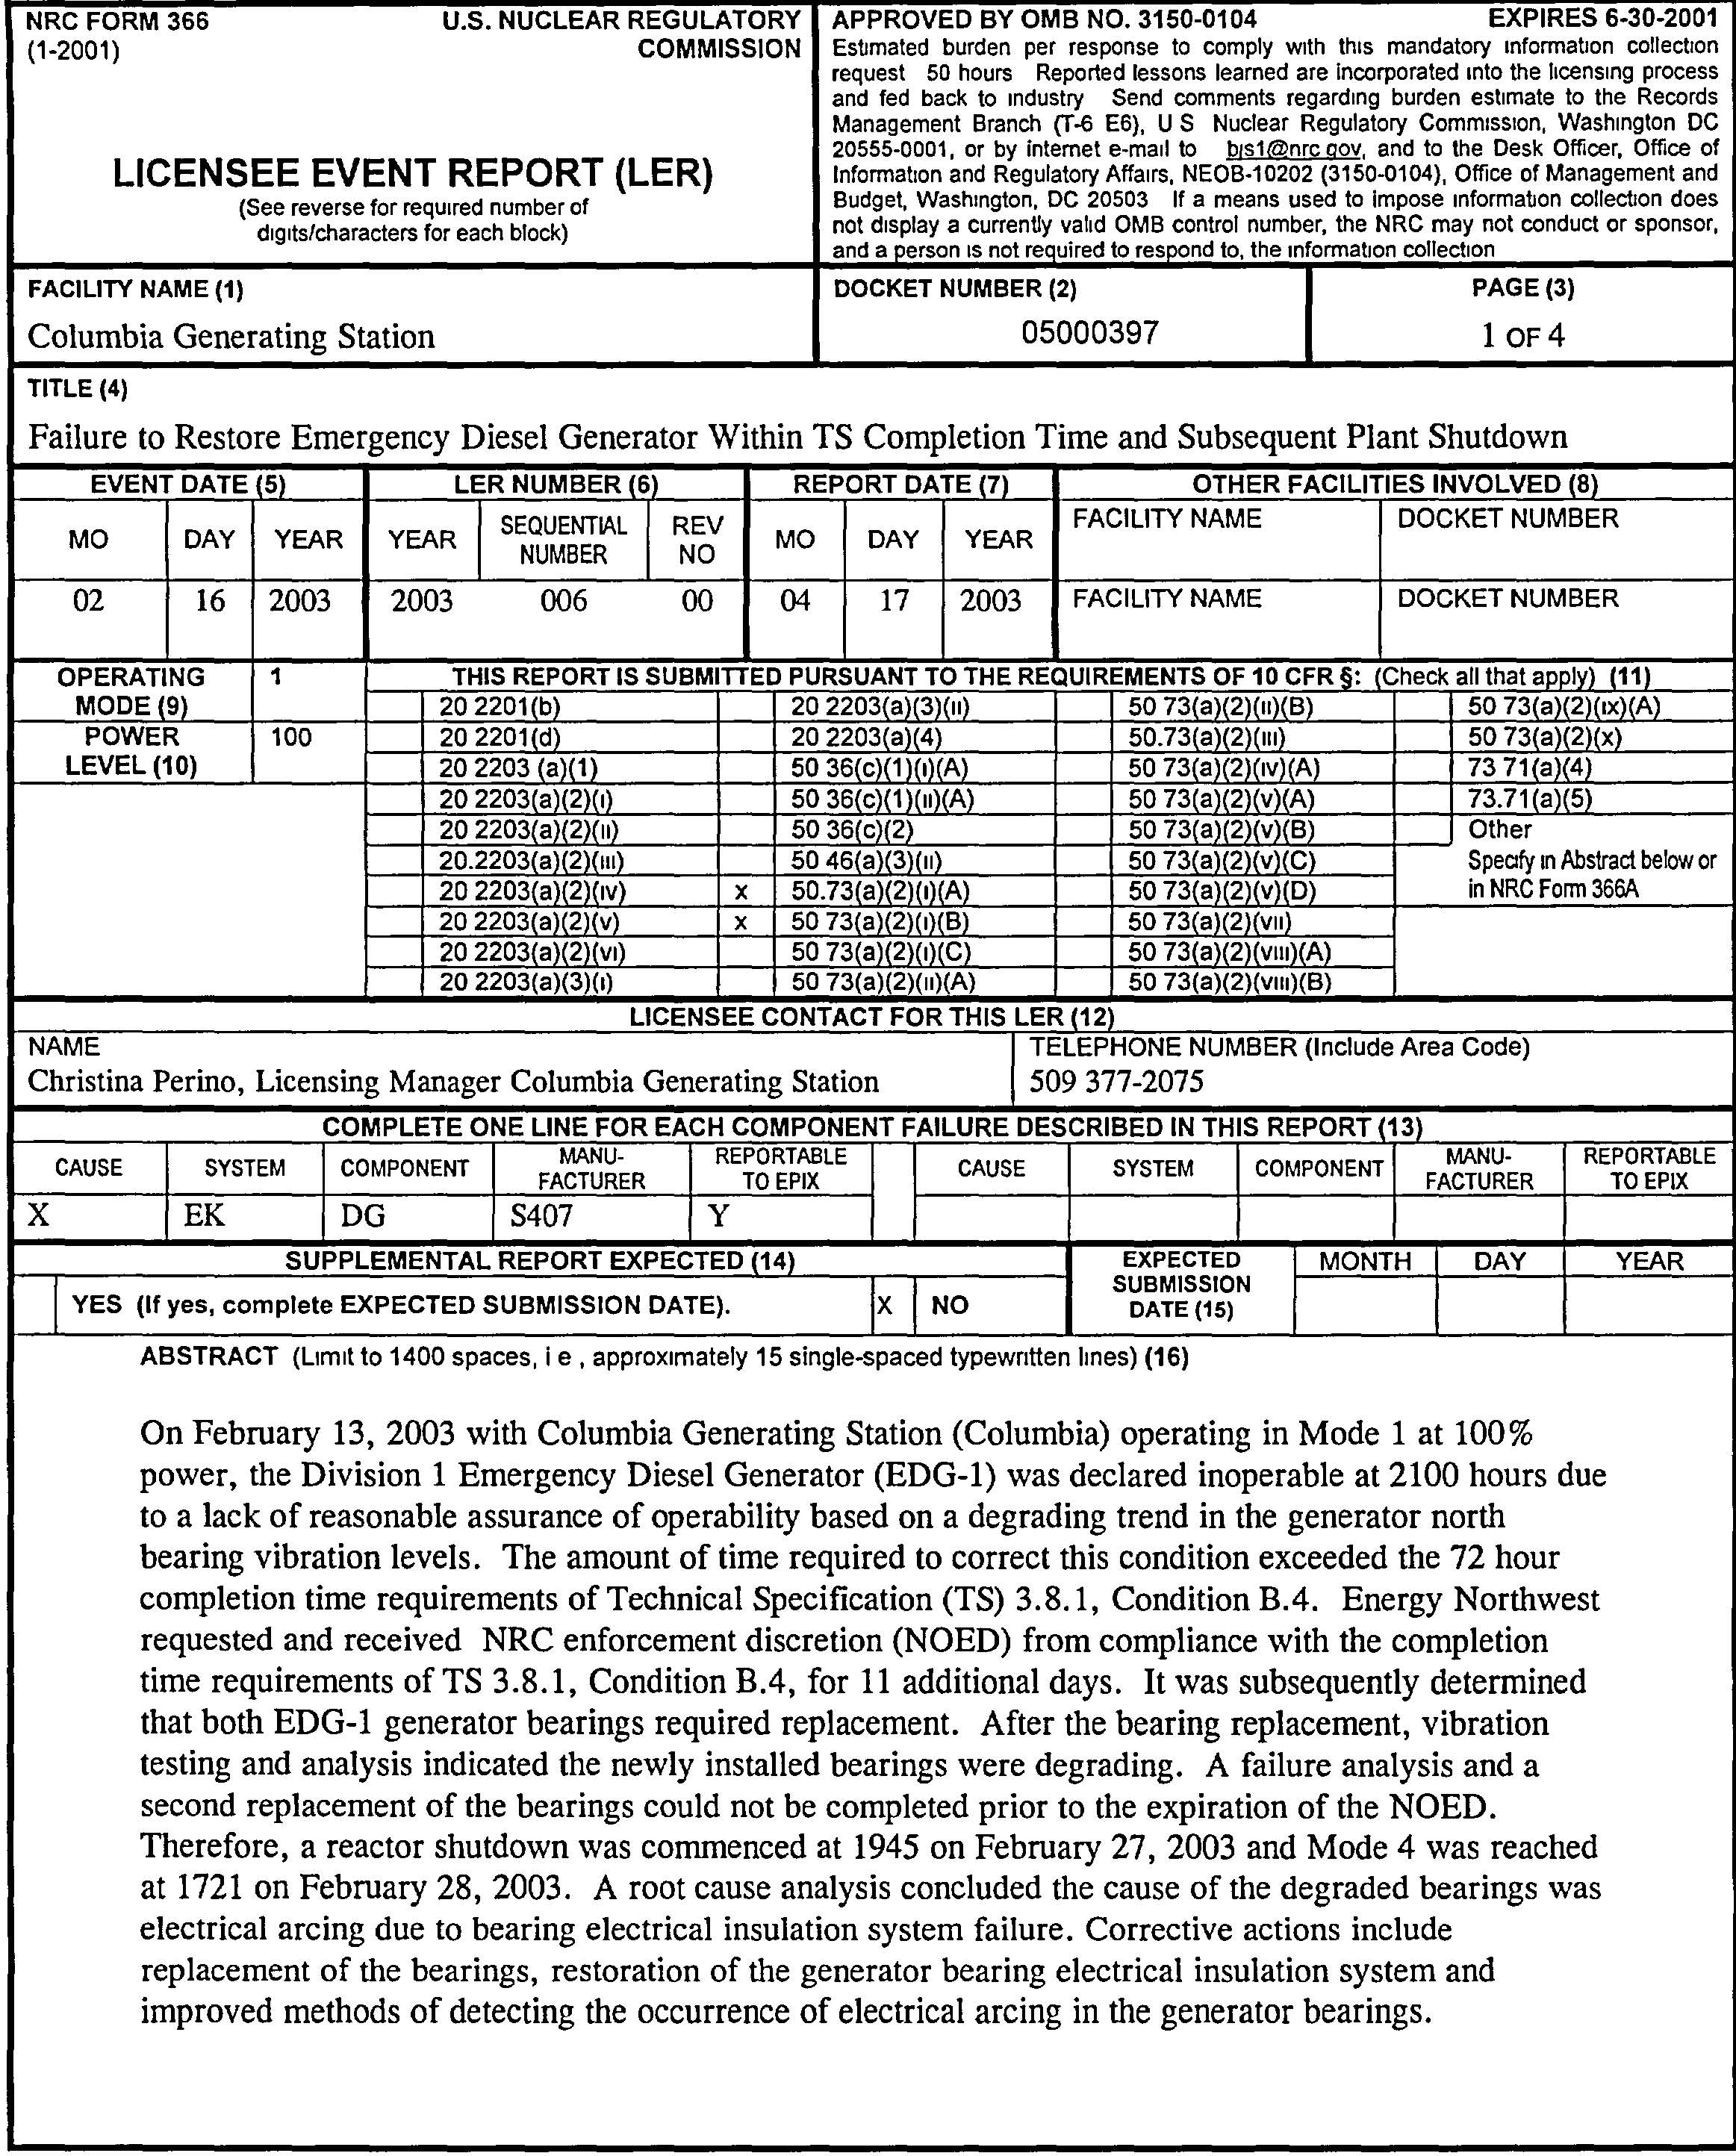 NRC FORM 366
(1-2001)
U.S. NUCLEAR REGULATORY
COMMISSION
LICENSEE EVENT REPORT (LER)
(See reverse for required number of
digits/characters for each block)
APPROVED BY OMB NO. 3150-0104 EXPIRES 6-30-2001
Estimated burden per response to comply with this mandatory information collection
request 50 hours Reported lessons learned are incorporated into the licensing process
and fed back to industry Send comments regarding burden estimate to the Records
Management Branch (T-6 E6), U S Nuclear Regulatory Commission, Washington DC
20555-0001, or by internet e-mail to bjs1@nrc gov, and to the Desk Officer, Office of
Information and Regulatory Affairs, NEOB-10202 (3150-0104), Office of Management and
Budget, Washington, DC 20503 If a means used to impose information collection does
not display a currently valid OMB control number, the NRC may not conduct or sponsor,
and a person is not required to respond to, the information collection
FACILITY NAME (1) DOCKET NUMBER (2) PAGE (3)
Columbia Generating Station 05000397 1 OF 4
TITLE (4)
Failure to Restore Emergency Diesel Generator Within TS Completion Time and Subsequent Plant Shutdown
EVENT DATE (5) LER NUMBER (6) REPORT DATE (7) OTHER FACILITIES INVOLVED (8)
MO DAY YEAR YEAR SEQUENTIAL NUMBER REV NO MO DAY YEAR FACILITY NAME DOCKET NUMBER
02 16 2003 2003 006 00 04 17 2003 FACILITY NAME DOCKET NUMBER
OPERATING MODE (9) 1 THIS REPORT IS SUBMITTED PURSUANT TO THE REQUIREMENTS OF 10 CFR §: (Check all that apply) (11)
20 2201(b) 20 2203(a)(3)(ii) 50 73(a)(2)(ii)(B) 50 73(a)(2)(ix)(A)
POWER LEVEL (10) 100 20 2201(d) 20 2203(a)(4) 50.73(a)(2)(iii) 50 73(a)(2)(x)
20 2203 (a)(1) 50 36(c)(1)(i)(A) 50 73(a)(2)(iv)(A) 73 71(a)(4)
20 2203(a)(2)(i) 50 36(c)(1)(ii)(A) 50 73(a)(2)(v)(A) 73.71(a)(5)
20 2203(a)(2)(ii) 50 36(c)(2) 50 73(a)(2)(v)(B) Other
20.2203(a)(2)(iii) 50 46(a)(3)(ii) 50 73(a)(2)(v)(C) Specify in Abstract below or
20 2203(a)(2)(iv) x 50.73(a)(2)(i)(A) 50 73(a)(2)(v)(D) in NRC Form 366A
20 2203(a)(2)(v) x 50 73(a)(2)(i)(B) 50 73(a)(2)(vii)
20 2203(a)(2)(vi) 50 73(a)(2)(i)(C) 50 73(a)(2)(viii)(A)
20 2203(a)(3)(i) 50 73(a)(2)(ii)(A) 50 73(a)(2)(viii)(B)
LICENSEE CONTACT FOR THIS LER (12)
NAME TELEPHONE NUMBER (Include Area Code)
Christina Perino, Licensing Manager Columbia Generating Station 509 377-2075
COMPLETE ONE LINE FOR EACH COMPONENT FAILURE DESCRIBED IN THIS REPORT (13)
CAUSE SYSTEM COMPONENT MANU-FACTURER REPORTABLE TO EPIX CAUSE SYSTEM COMPONENT MANU-FACTURER REPORTABLE TO EPIX
X EK DG S407 Y
SUPPLEMENTAL REPORT EXPECTED (14) EXPECTED SUBMISSION DATE (15) MONTH DAY YEAR
YES (If yes, complete EXPECTED SUBMISSION DATE). X NO
ABSTRACT (Limit to 1400 spaces, i e , approximately 15 single-spaced typewritten lines) (16)
On February 13, 2003 with Columbia Generating Station (Columbia) operating in Mode 1 at 100%
power, the Division 1 Emergency Diesel Generator (EDG-1) was declared inoperable at 2100 hours due
to a lack of reasonable assurance of operability based on a degrading trend in the generator north
bearing vibration levels. The amount of time required to correct this condition exceeded the 72 hour
completion time requirements of Technical Specification (TS) 3.8.1, Condition B.4. Energy Northwest
requested and received NRC enforcement discretion (NOED) from compliance with the completion
time requirements of TS 3.8.1, Condition B.4, for 11 additional days. It was subsequently determined
that both EDG-1 generator bearings required replacement. After the bearing replacement, vibration
testing and analysis indicated the newly installed bearings were degrading. A failure analysis and a
second replacement of the bearings could not be completed prior to the expiration of the NOED.
Therefore, a reactor shutdown was commenced at 1945 on February 27, 2003 and Mode 4 was reached
at 1721 on February 28, 2003. A root cause analysis concluded the cause of the degraded bearings was
electrical arcing due to bearing electrical insulation system failure. Corrective actions include
replacement of the bearings, restoration of the generator bearing electrical insulation system and
improved methods of detecting the occurrence of electrical arcing in the generator bearings.